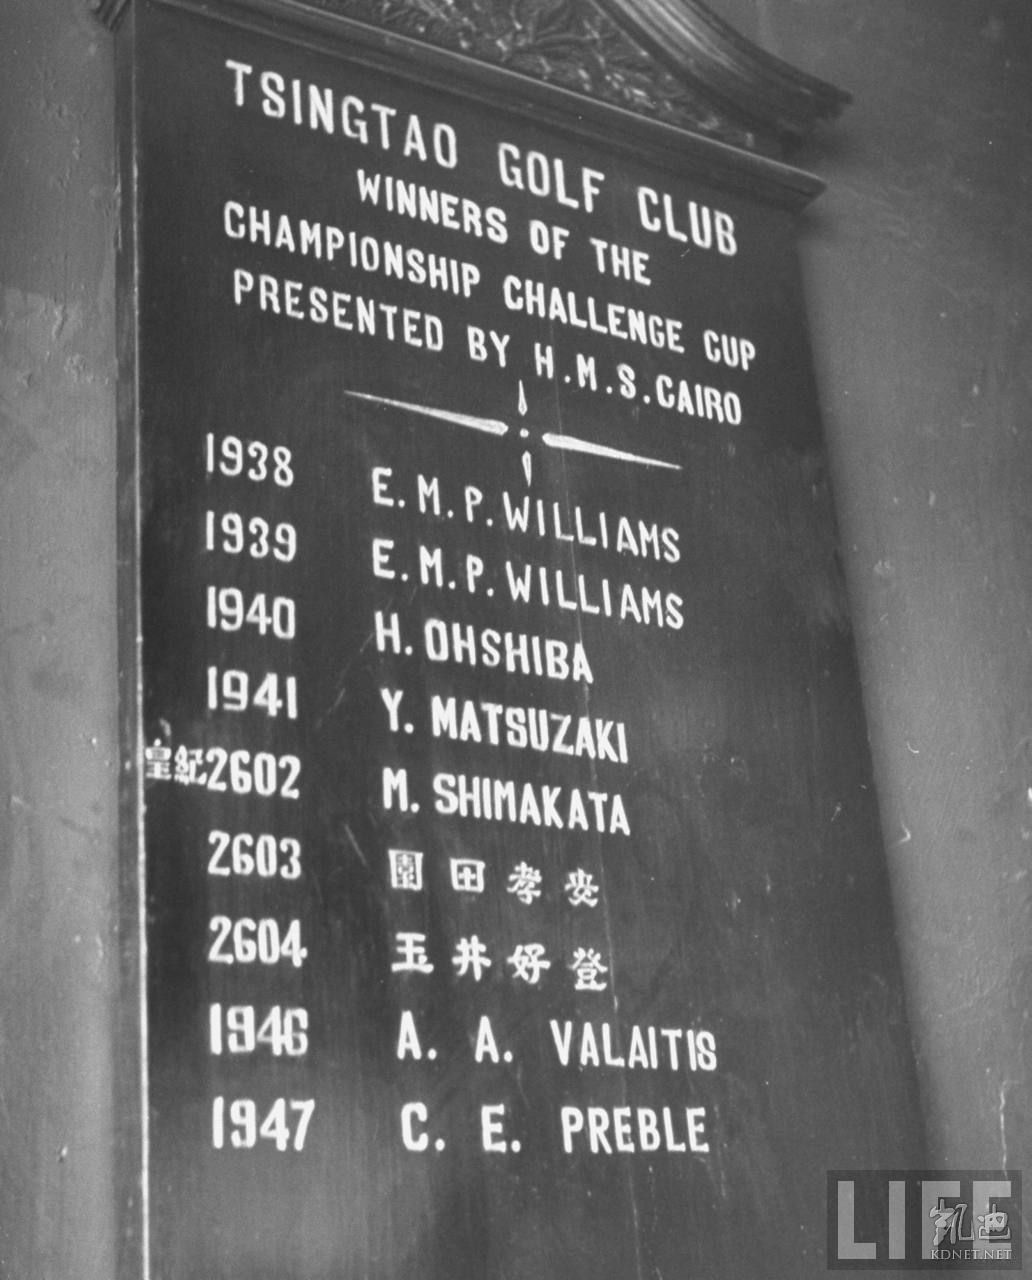 TSINGTAO GOLF CLUB
WINNERS OF THE
CHAMPIONSHIP CHALLENGE CUP
PRESENTED BY H.M.S. CAIRO
1938 E. M. P. WILLIAMS
1939 E. M. P. WILLIAMS
1940 H. OHSHIBA
1941 Y. MATSUZAKI
皇紀2602 M. SHIMAKATA
2603 園田孝
2604 玉井好登
1946 A. A. VALAITIS
1947 C. E. PREBLE
LIFE
凯迪
KDNET.NET